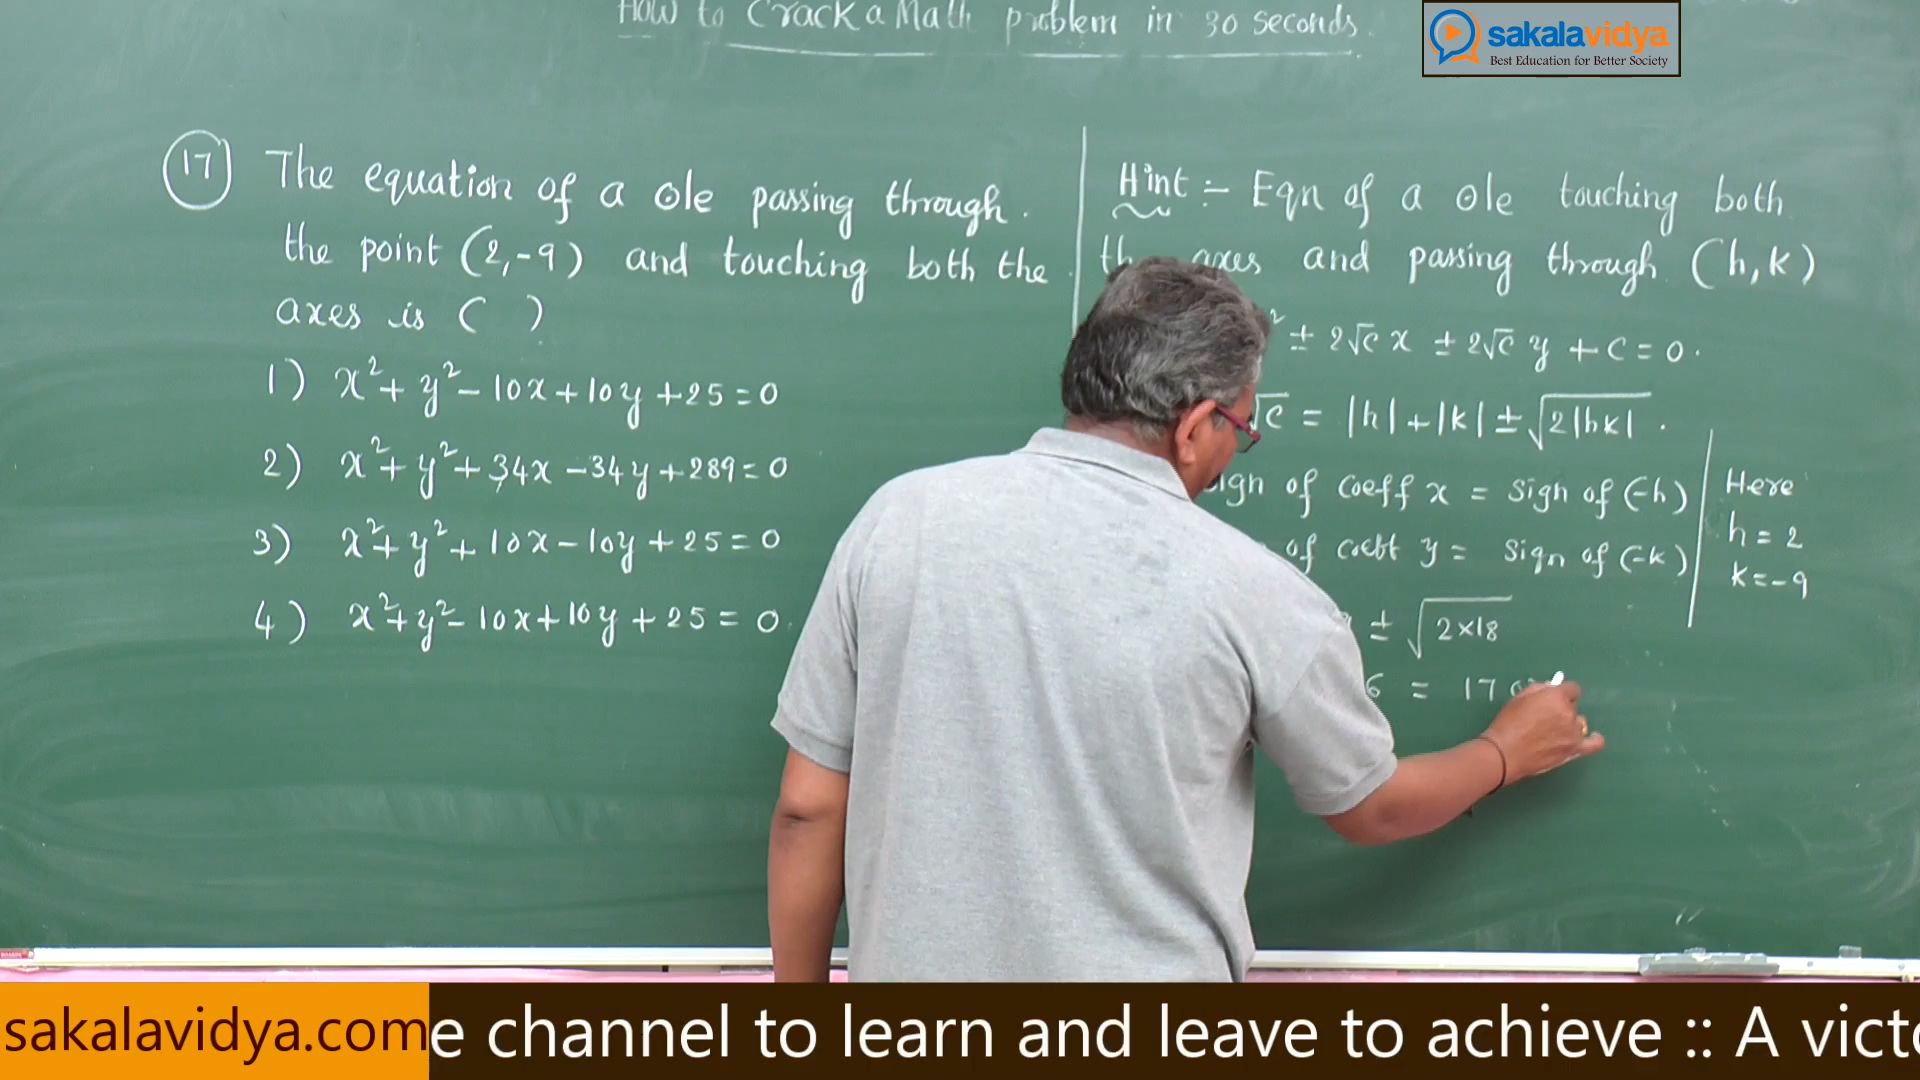 How to Crack a Math problem in 30 seconds.
sakalavidya
Best Education for Better Society
17) The equation of a ⊙le passing through
the point (2,-9) and touching both the
axes is ( )
1) x²+ y²- 10x+10y+25=0
2) x²+ y²+34x-34y+289=0
3) x²+ y²+ 10x-10y+25=0
4) x²+y²- 10x+10y+25=0
Hint :- Eqn of a ⊙le touching both
axes and passing through (h,k)
² ± 2√c x ± 2√c y + c = 0.
√c = |h|+|k| ± √2|hk| .
sign of coeff x = sign of (-h)
of coeft y = sign of (-k)
± √2×18
6 = 17
Here
h = 2
k=-9
sakalavidya.com
e channel to learn and leave to achieve :: A victo